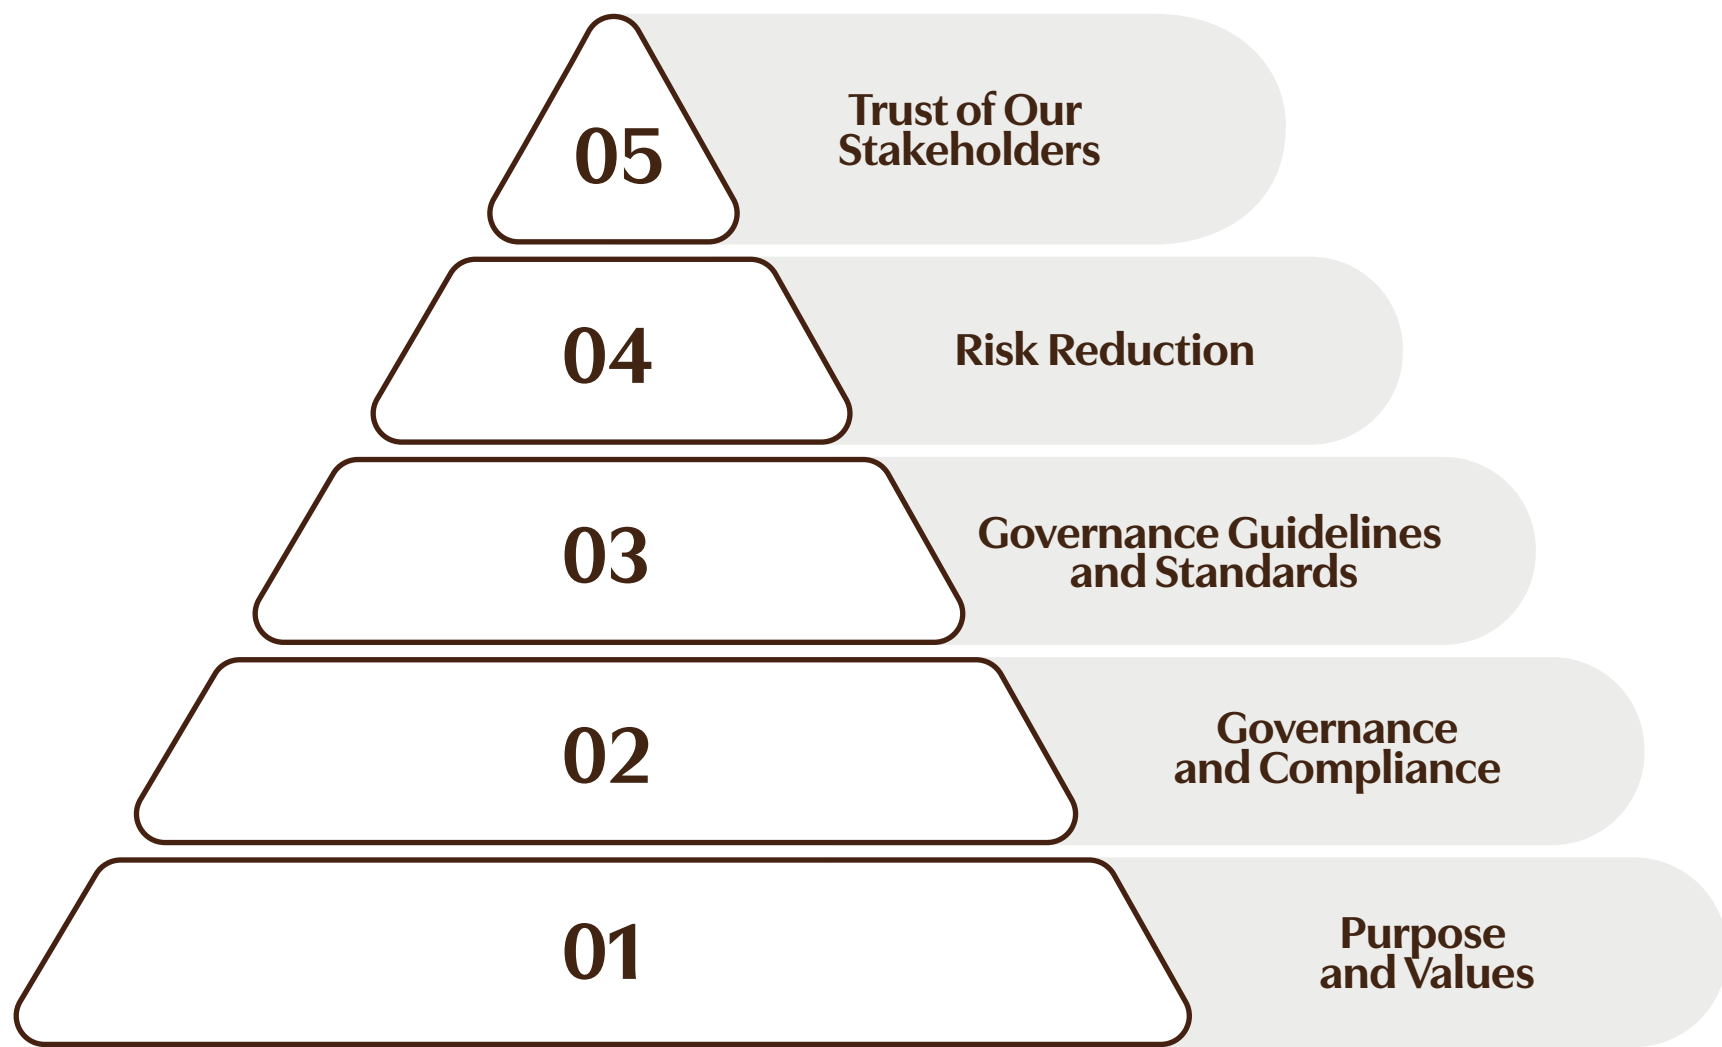 05
Trust of Our
Stakeholders
04
Risk Reduction
03
Governance Guidelines
and Standards
02
Governance
and Compliance
01
Purpose
and Values